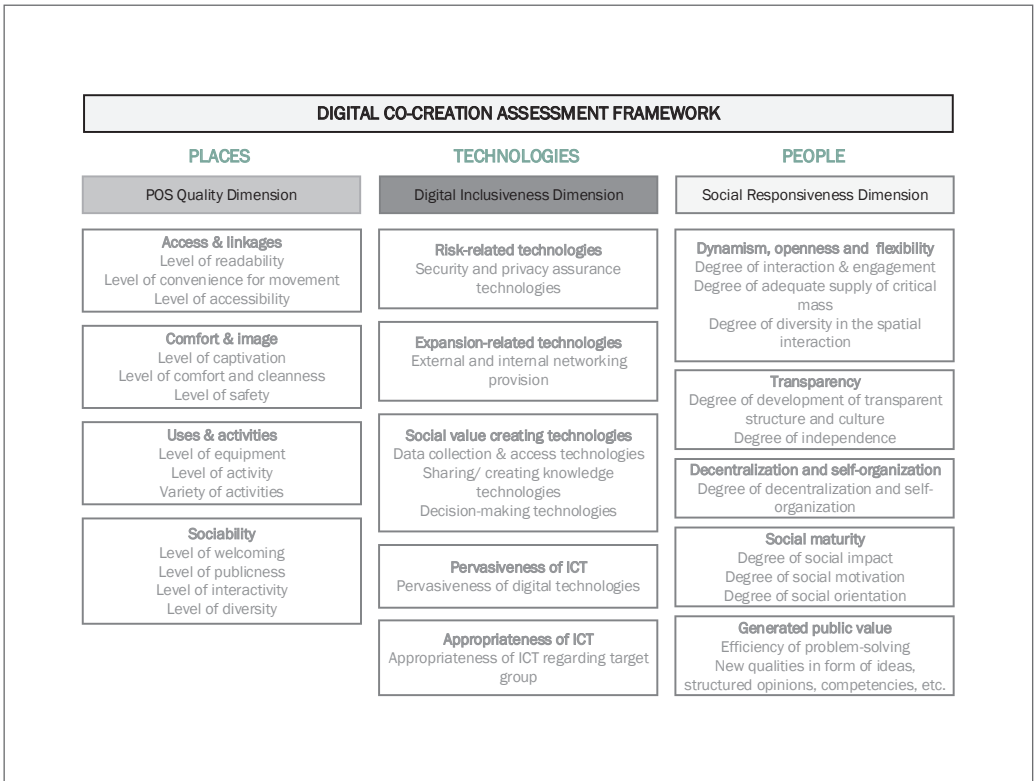 DIGITAL CO-CREATION ASSESSMENT FRAMEWORK
PLACES
POS Quality Dimension
Access & linkages
Level of readability
Level of convenience for movement
Level of accessibility
Comfort & image
Level of captivation
Level of comfort and cleanness
Level of safety
Uses & activities
Level of equipment
Level of activity
Variety of activities
Sociability
Level of welcoming
Level of publicness
Level of interactivity
Level of diversity
TECHNOLOGIES
Digital Inclusiveness Dimension
Risk-related technologies
Security and privacy assurance
technologies
Expansion-related technologies
External and internal networking
provision
Social value creating technologies
Data collection & access technologies
Sharing/ creating knowledge
technologies
Decision-making technologies
Pervasiveness of ICT
Pervasiveness of digital technologies
Appropriateness of ICT
Appropriateness of ICT regarding target
group
PEOPLE
Social Responsiveness Dimension
Dynamism, openness and flexibility
Degree of interaction & engagement
Degree of adequate supply of critical
mass
Degree of diversity in the spatial
interaction
Transparency
Degree of development of transparent
structure and culture
Degree of independence
Decentralization and self-organization
Degree of decentralization and self-
organization
Social maturity
Degree of social impact
Degree of social motivation
Degree of social orientation
Generated public value
Efficiency of problem-solving
New qualities in form of ideas,
structured opinions, competencies, etc.